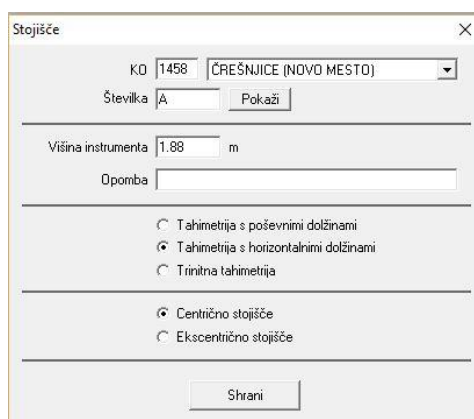 Stojišče
KO 1458 ČREŠNJICE (NOVO MESTO)
Številka A Pokaži
Višina instrumenta 1.88 m
Opomba
Tahimetrija s poševnimi dolžinami
Tahimetrija s horizontalnimi dolžinami
Trinitna tahimetrija
Centrično stojišče
Ekscentrično stojišče
Shrani